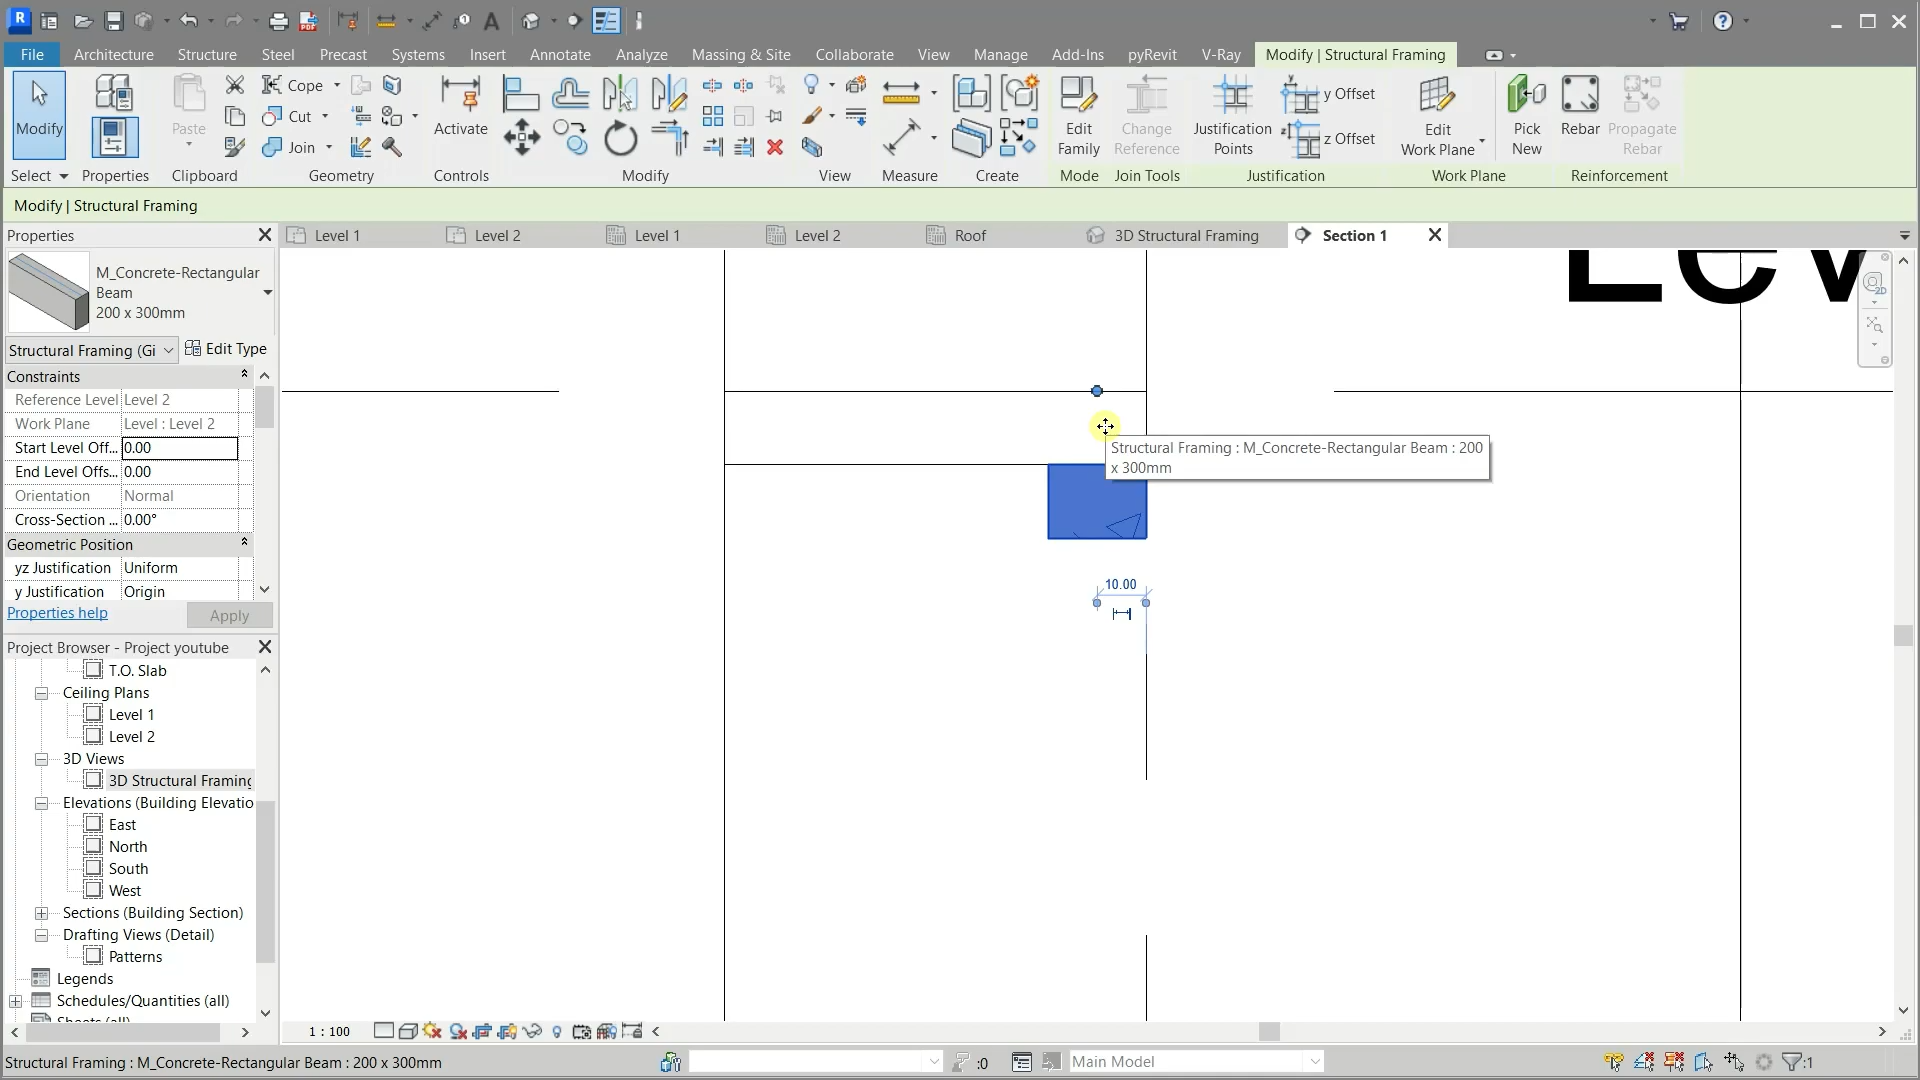 File Architecture Structure Steel Precast Systems Insert Annotate Analyze Massing & Site Collaborate View Manage Add-Ins pyRevit V-Ray Modify | Structural Framing
Modify
Paste
Cope
Cut
Join
Activate
Edit
Family
Change
Reference
Justification
Points
y Offset
z Offset
Edit
Work Plane
Pick
New
Rebar
Propagate
Rebar
Select Properties Clipboard Geometry Controls Modify View Measure Create Mode Join Tools Justification Work Plane Reinforcement
Modify | Structural Framing
Properties
Level 1 Level 2 Level 1 Level 2 Roof 3D Structural Framing Section 1
M_Concrete-Rectangular
Beam
200 x 300mm
Structural Framing (Gi
Edit Type
Constraints
Reference Level Level 2
Work Plane Level : Level 2
Start Level Off... 0.00
End Level Offs... 0.00
Orientation Normal
Cross-Section ... 0.00°
Geometric Position
yz Justification Uniform
y Justification Origin
Properties help
Apply
Lev
2D
Structural Framing : M_Concrete-Rectangular Beam : 200
x 300mm
10.00
Project Browser - Project youtube
T.O. Slab
Ceiling Plans
Level 1
Level 2
3D Views
3D Structural Framing
Elevations (Building Elevatio
East
North
South
West
Sections (Building Section)
Drafting Views (Detail)
Patterns
Legends
Schedules/Quantities (all)
Sheets (all)
1 : 100
Structural Framing : M_Concrete-Rectangular Beam : 200 x 300mm
:0
Main Model
:1